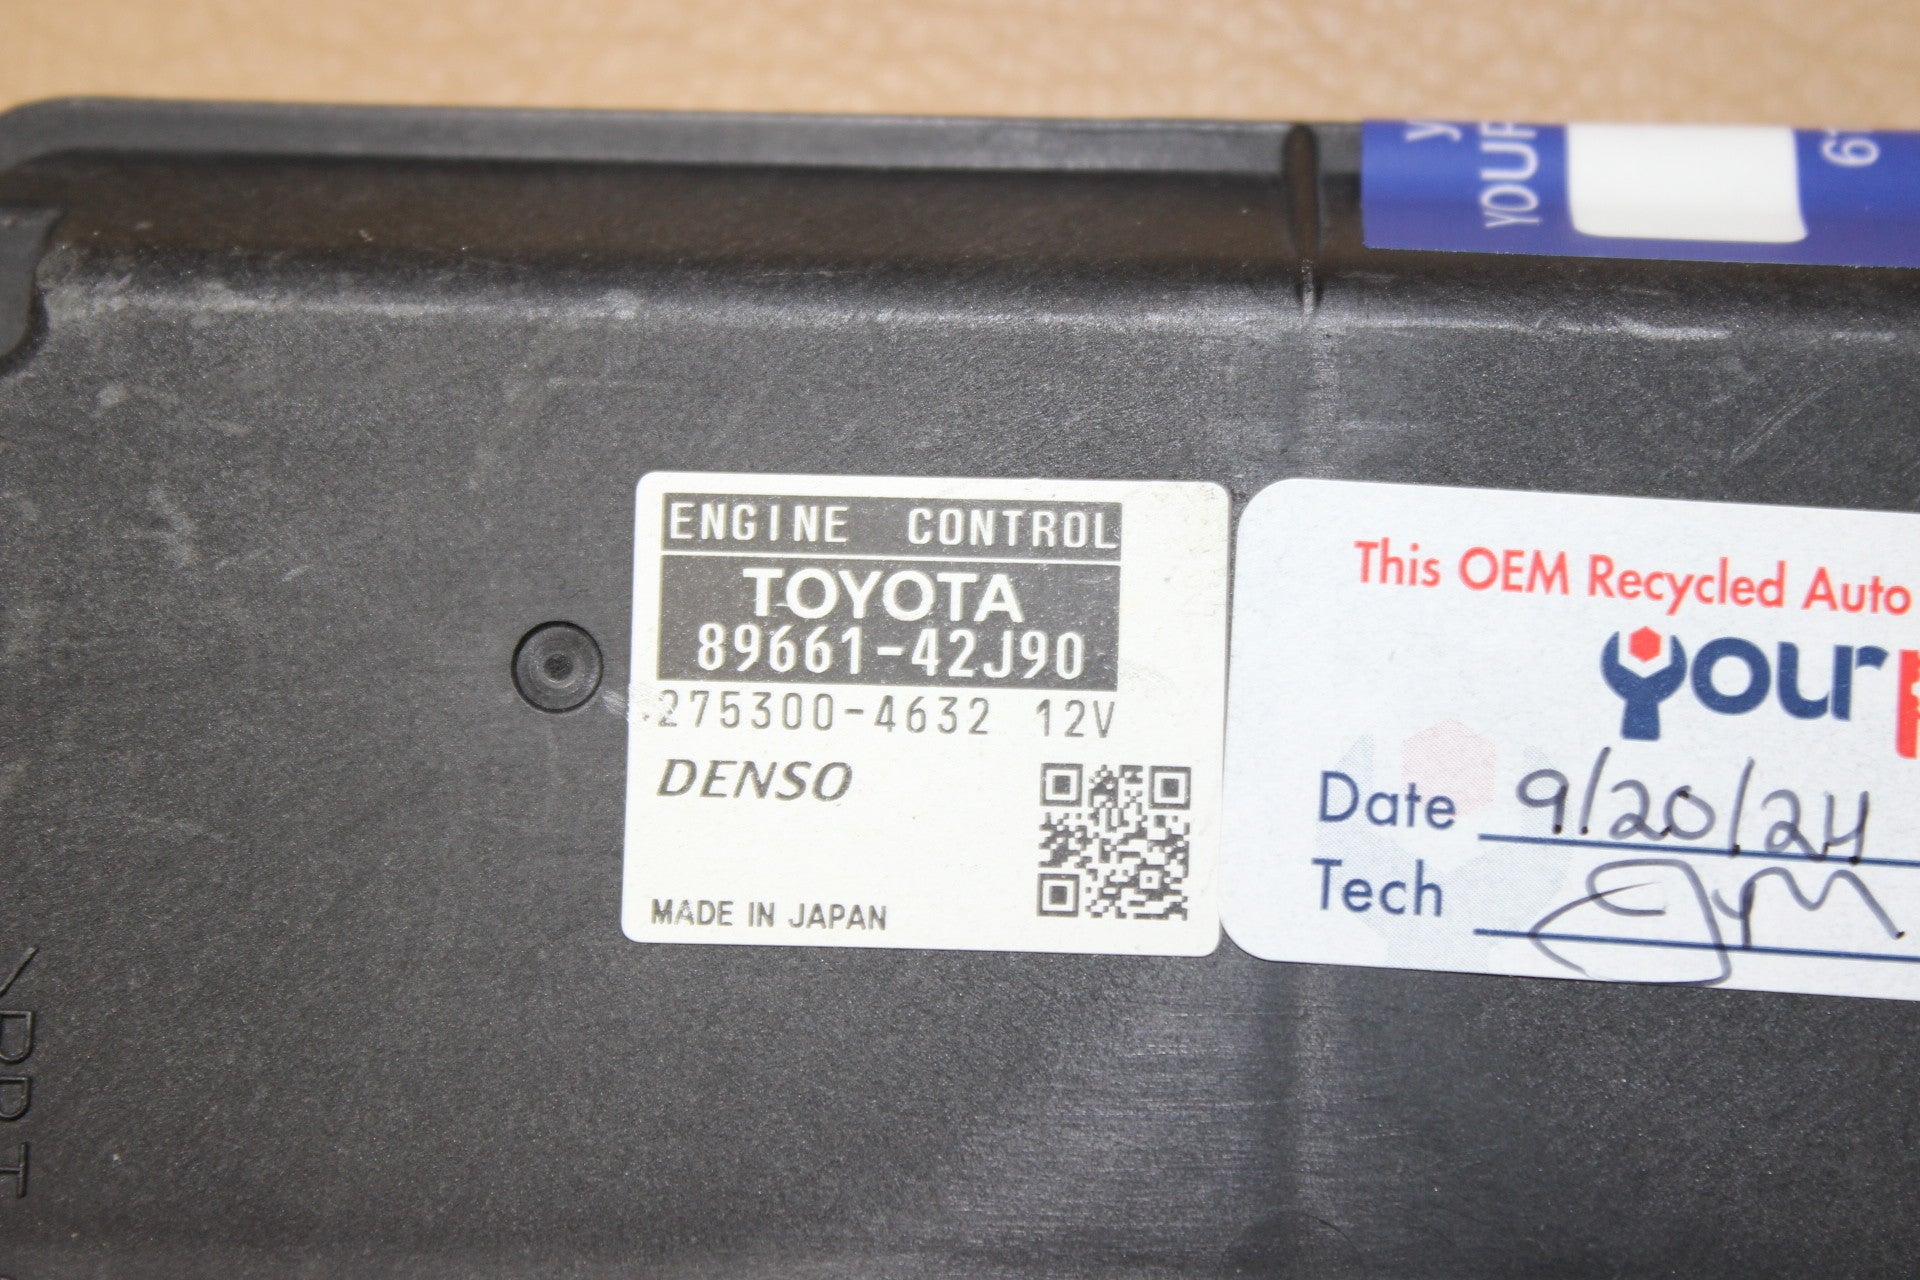 YOUR
ENGINE CONTROL
TOYOTA
89661-42J90
275300-4632 12V
DENSO
MADE IN JAPAN
This OEM Recycled Auto
your
Date 9/20/24
Tech